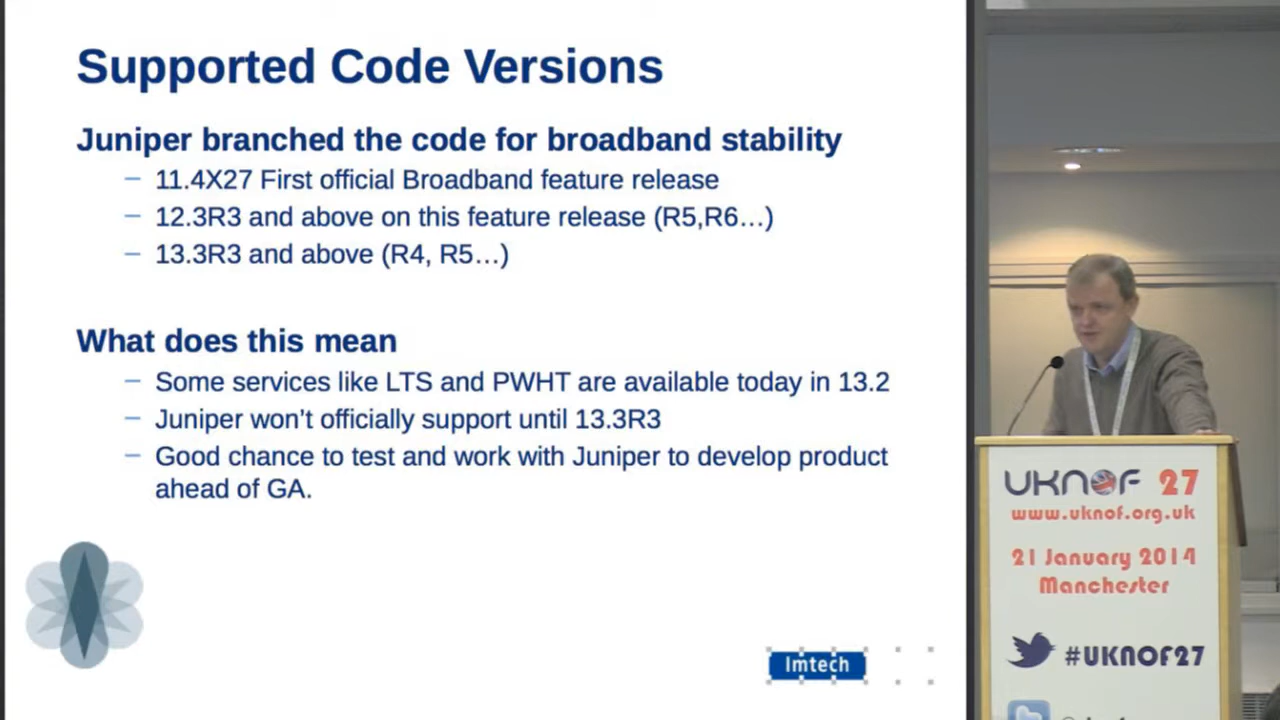 Supported Code Versions
Juniper branched the code for broadband stability
– 11.4X27 First official Broadband feature release
– 12.3R3 and above on this feature release (R5,R6…)
– 13.3R3 and above (R4, R5…)
What does this mean
– Some services like LTS and PWHT are available today in 13.2
– Juniper won't officially support until 13.3R3
– Good chance to test and work with Juniper to develop product
ahead of GA.
Imtech
UKNOF 27
www.uknof.org.uk
21 January 2014
Manchester
#UKNOF27